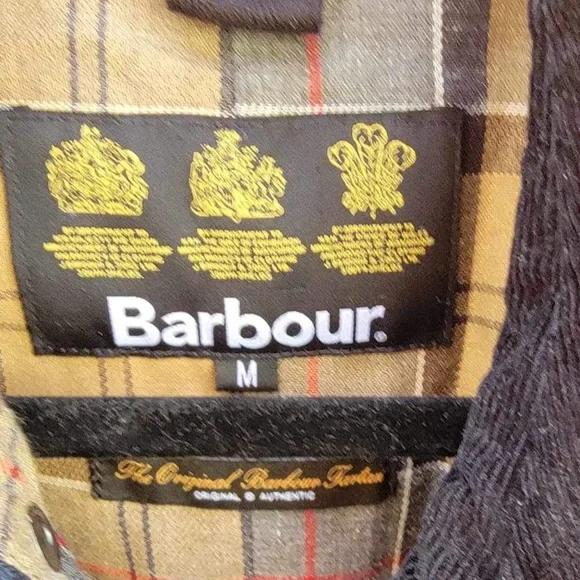 Barbour.
M
The Original Barbour Tartan
ORIGINAL & AUTHENTIC